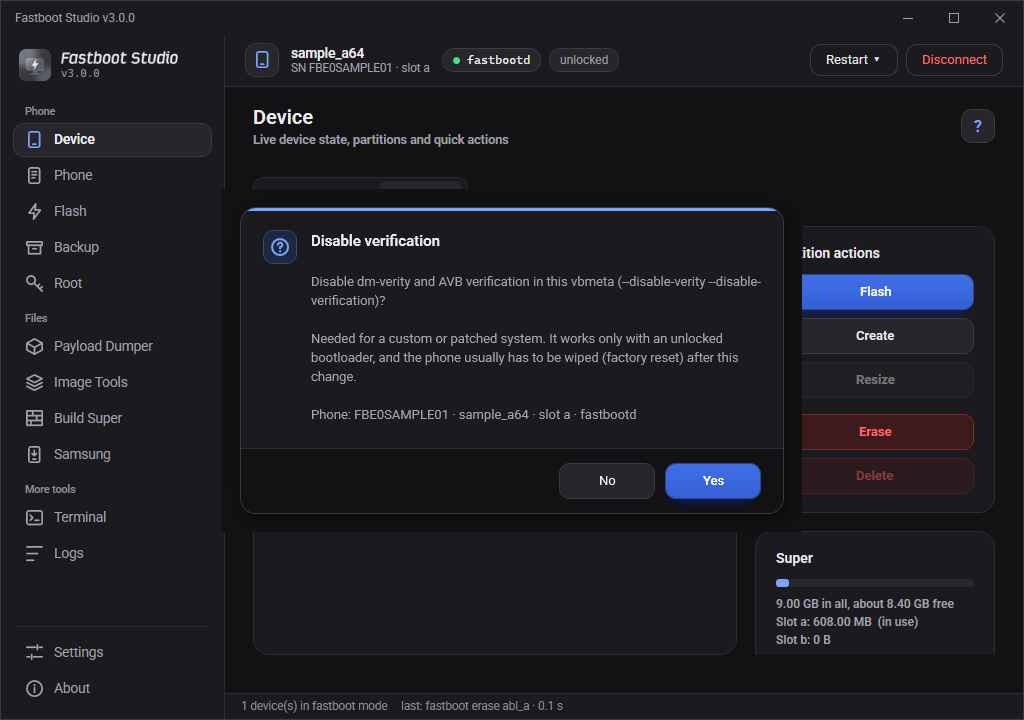 Fastboot Studio v3.0.0
Fastboot Studio
v3.0.0
Phone
Device
Phone
Flash
Backup
Root
Files
Payload Dumper
Image Tools
Build Super
Samsung
More tools
Terminal
Logs
Settings
About
sample_a64
SN FBE0SAMPLE01 · slot a
fastbootd
unlocked
Restart ▾
Disconnect
Device
Live device state, partitions and quick actions
?
Disable verification
Disable dm-verity and AVB verification in this vbmeta (--disable-verity --disable-
verification)?
Needed for a custom or patched system. It works only with an unlocked
bootloader, and the phone usually has to be wiped (factory reset) after this
change.
Phone: FBE0SAMPLE01 · sample_a64 · slot a · fastbootd
No
Yes
ition actions
Flash
Create
Resize
Erase
Delete
Super
9.00 GB in all, about 8.40 GB free
Slot a: 608.00 MB (in use)
Slot b: 0 B
1 device(s) in fastboot mode last: fastboot erase abl_a · 0.1 s